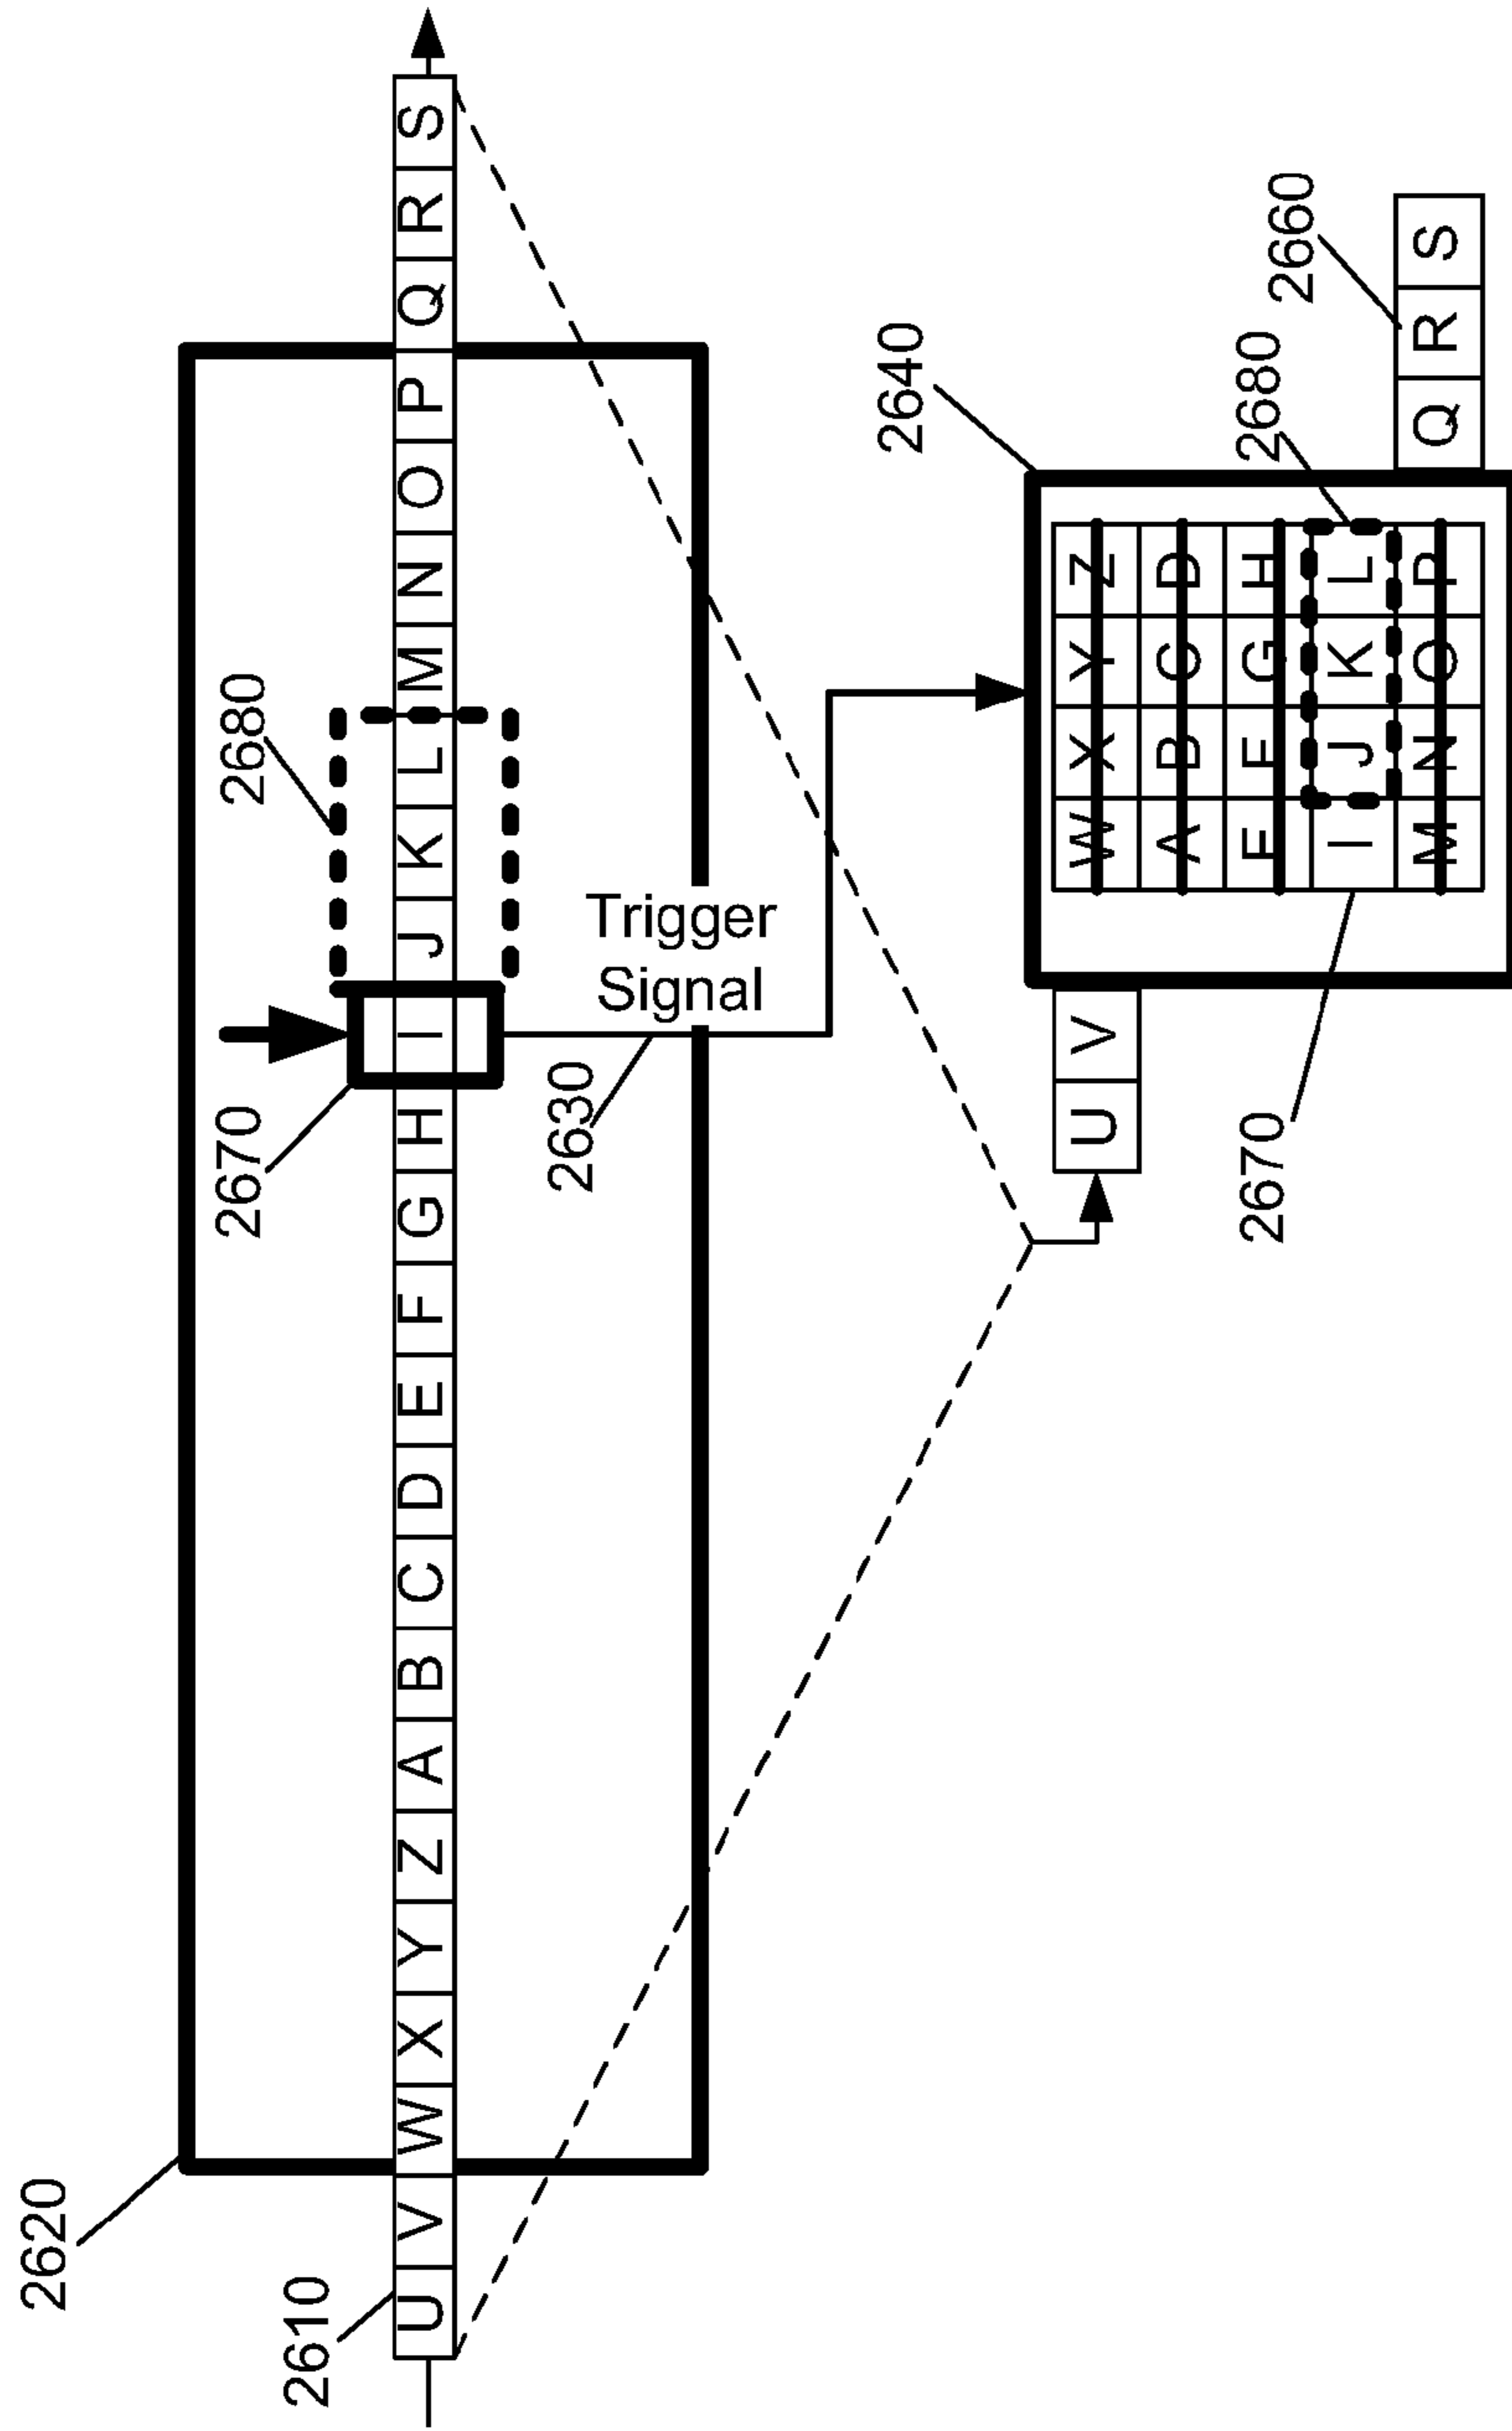 2620
2670
2680
2610
U V W X Y Z A B C D E F G H I J K L M N O P Q R S
2630
Trigger
Signal
2640
U V W X Y Z
A B C D
E F G H
2670
2680
2660
I J K L
M N O P Q R S